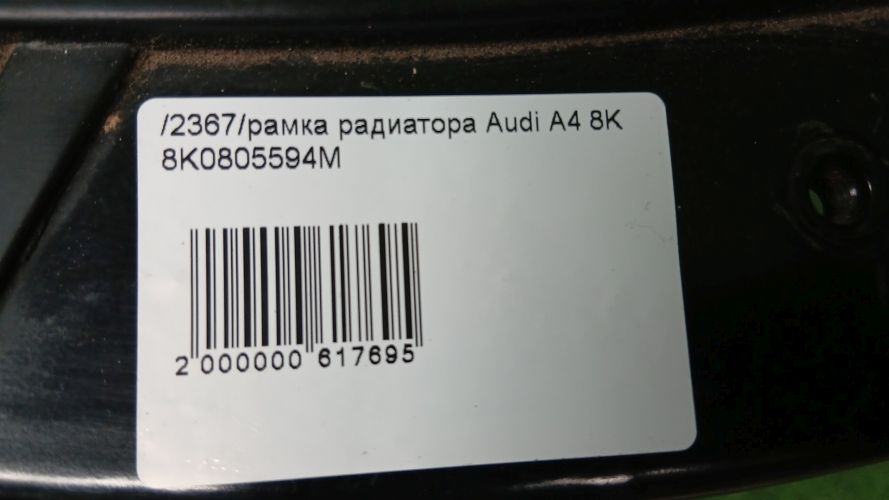 /2367/рамка радиатора Audi A4 8K
8K0805594M
2 000000 617695